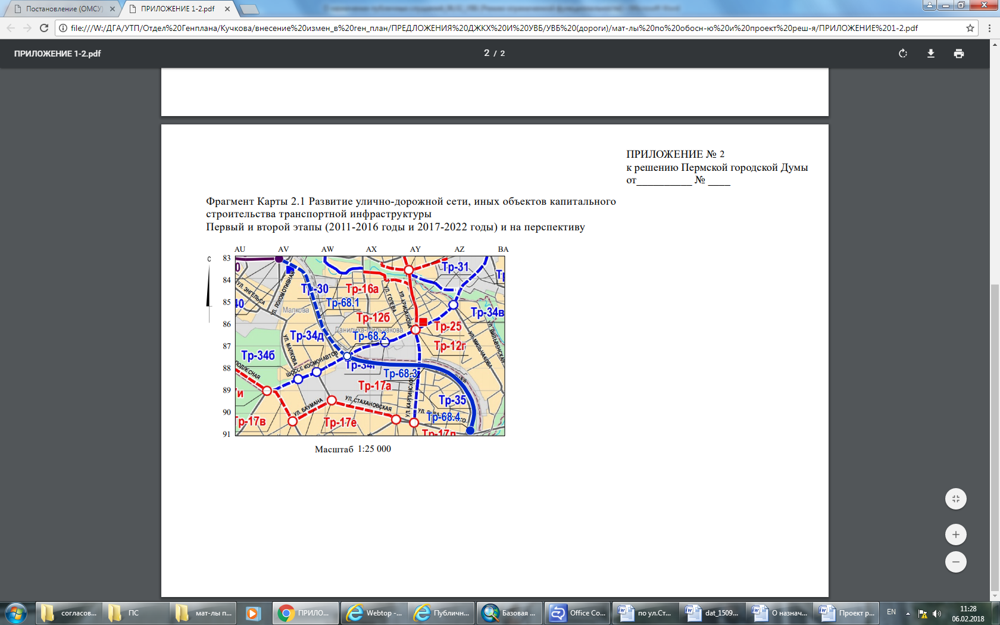 Постановление (ОМСУ)
ПРИЛОЖЕНИЕ 1-2.pdf
file:///W:/ДГА/УТП/Отдел%20Генплана/Кучкова/внесение%20измен_в%20ген_план/ПРЕДЛОЖЕНИЯ%20ДЖКХ%20И%20УВБ/УВБ%20(дороги)/мат-лы%20по%20обосн-ю%20и%20проект%20реш-я/ПРИЛОЖЕНИЕ%201-2.pdf
ПРИЛОЖЕНИЕ 1-2.pdf
2 / 2
ПРИЛОЖЕНИЕ № 2
к решению Пермской городской Думы
от__________ № ____
Фрагмент Карты 2.1 Развитие улично-дорожной сети, иных объектов капитального
строительства транспортной инфраструктуры
Первый и второй этапы (2011-2016 годы и 2017-2022 годы) и на перспективу
AU AV AW AX AY AZ BA
С
83
84
85
86
87
88
89
90
91
0
Тр-31
Тр-30
Тр-16а
УЛ. ЭНГЕЛЬСА
УЛ. ЛОКОМОТИВНАЯ
УЛ. ГОЛЕВА
УЛ. КРИСАНОВА
40
Тр-68.1
Малкова
Тр-34в
Тр-12б
Данилиха-Мильчакова
Тр-25
Тр-34д
Тр-68.2
Тр-12г
УЛ. МАЛКОВА
УЛ. МИЛЬЧАКОВА
УЛ. ВИЛЬВЕНСКАЯ
Тр-34б
ШОССЕ КОСМОНАВТОВ
Тр-34г
ПОДЛЕСНАЯ
Тр-68.3
Тр-17а
УЛ. КАРПИНСКОГО
7и
УЛ. БАУМАНА
УЛ. СТАХАНОВСКАЯ
Тр-35
Тр-68.4
Тр-17в
Тр-17е
Масштаб 1:25 000
согласов...
ПС
мат-лы п...
ПРИЛО...
Webtop -...
Публичн...
Базовая ...
Office Co...
по ул.Ст...
dat_1509...
О назнач...
Проект р...
EN
11:28
06.02.2018